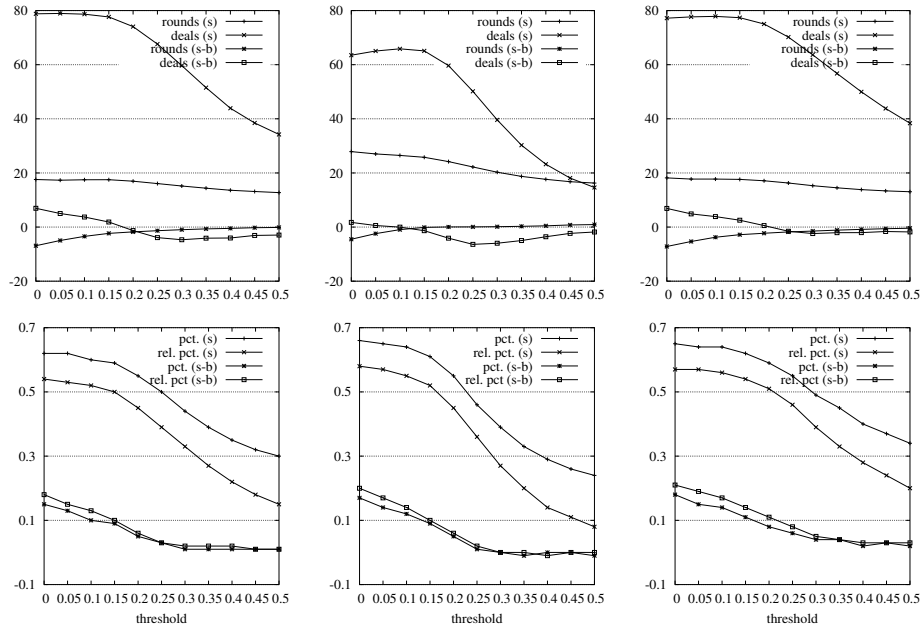 80
60
40
20
0
-20
rounds (s)
deals (s)
rounds (s-b)
deals (s-b)
0 0.05 0.1 0.15 0.2 0.25 0.3 0.35 0.4 0.45 0.5
80
60
40
20
0
-20
rounds (s)
deals (s)
rounds (s-b)
deals (s-b)
0 0.05 0.1 0.15 0.2 0.25 0.3 0.35 0.4 0.45 0.5
80
60
40
20
0
-20
rounds (s)
deals (s)
rounds (s-b)
deals (s-b)
0 0.05 0.1 0.15 0.2 0.25 0.3 0.35 0.4 0.45 0.5
0.7
0.5
0.3
0.1
-0.1
pct. (s)
rel. pct. (s)
pct. (s-b)
rel. pct (s-b)
0 0.05 0.1 0.15 0.2 0.25 0.3 0.35 0.4 0.45 0.5
threshold
0.7
0.5
0.3
0.1
-0.1
pct. (s)
rel. pct. (s)
pct. (s-b)
rel. pct (s-b)
0 0.05 0.1 0.15 0.2 0.25 0.3 0.35 0.4 0.45 0.5
threshold
0.7
0.5
0.3
0.1
-0.1
pct. (s)
rel. pct. (s)
pct. (s-b)
rel. pct (s-b)
0 0.05 0.1 0.15 0.2 0.25 0.3 0.35 0.4 0.45 0.5
threshold